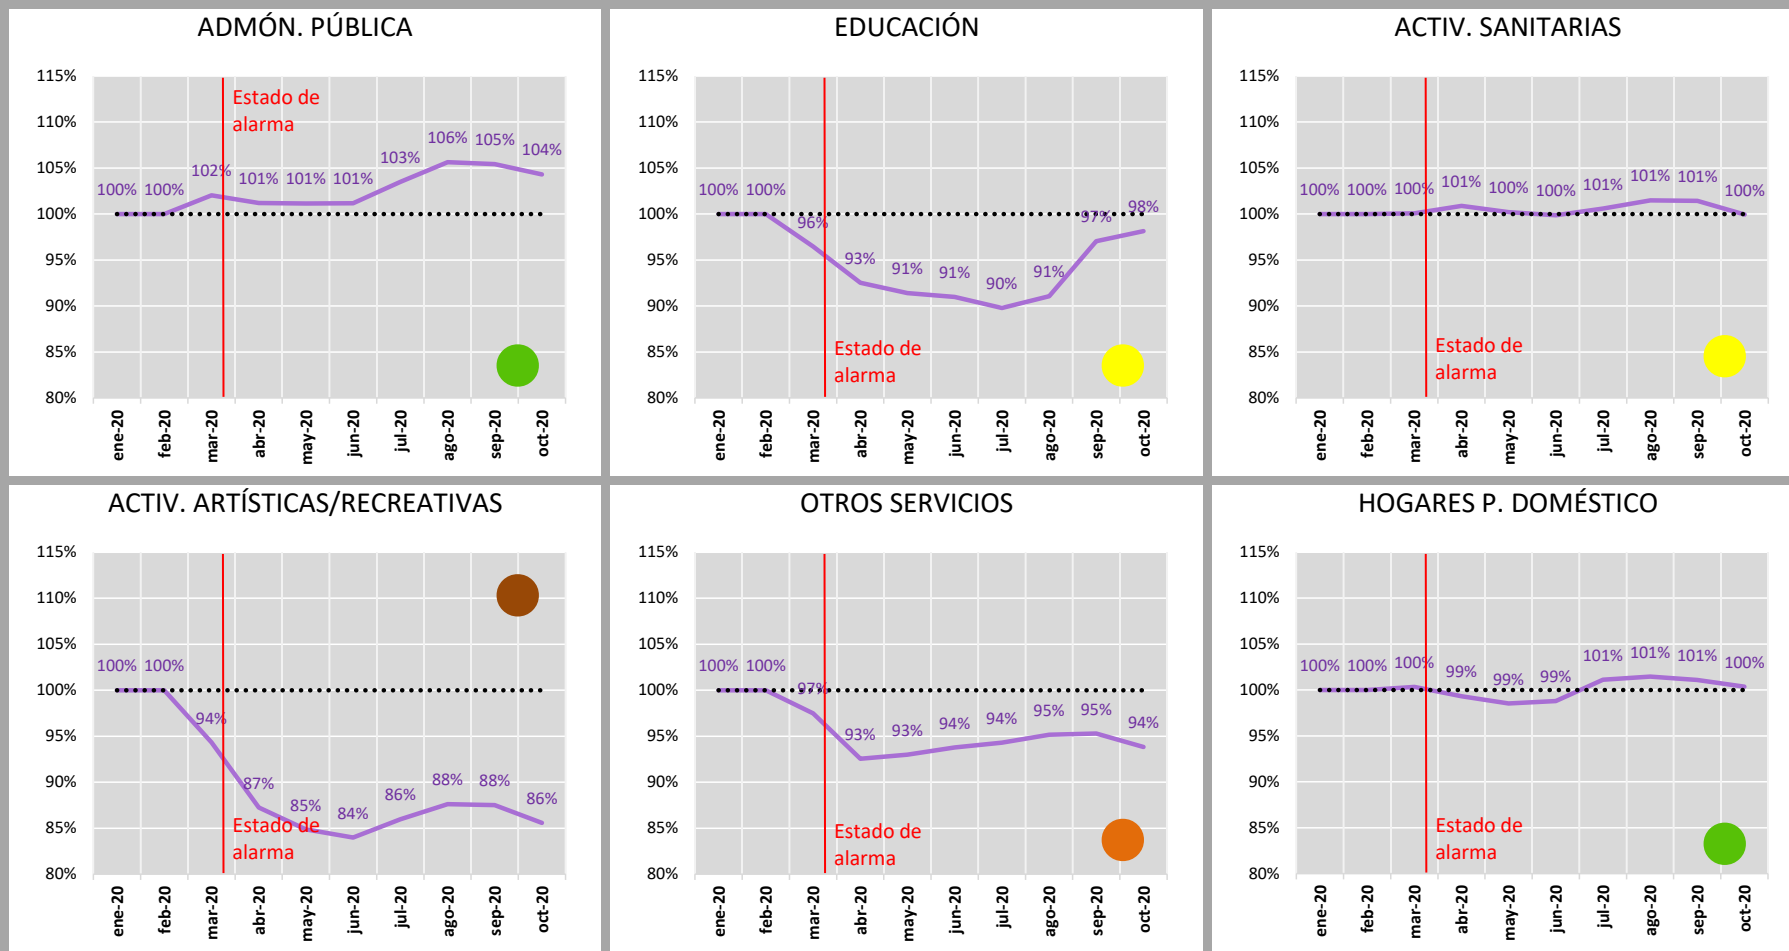 ADMÓN. PÚBLICA
115%
110%
105%
100%
95%
90%
85%
80%
Estado de
alarma
100% 100% 102% 101% 101% 101% 103% 106% 105% 104%
ene-20 feb-20 mar-20 abr-20 may-20 jun-20 jul-20 ago-20 sep-20 oct-20
EDUCACIÓN
115%
110%
105%
100%
95%
90%
85%
80%
100% 100% 96% 93% 91% 91% 90% 91% 97% 98%
Estado de
alarma
ene-20 feb-20 mar-20 abr-20 may-20 jun-20 jul-20 ago-20 sep-20 oct-20
ACTIV. SANITARIAS
115%
110%
105%
100%
95%
90%
85%
80%
100% 100% 100% 101% 100% 100% 101% 101% 101% 100%
Estado de
alarma
ene-20 feb-20 mar-20 abr-20 may-20 jun-20 jul-20 ago-20 sep-20 oct-20
ACTIV. ARTÍSTICAS/RECREATIVAS
115%
110%
105%
100%
95%
90%
85%
80%
100% 100% 94% 87% 85% 84% 86% 88% 88% 86%
Estado de
alarma
ene-20 feb-20 mar-20 abr-20 may-20 jun-20 jul-20 ago-20 sep-20 oct-20
OTROS SERVICIOS
115%
110%
105%
100%
95%
90%
85%
80%
100% 100% 97% 93% 93% 94% 94% 95% 95% 94%
Estado de
alarma
ene-20 feb-20 mar-20 abr-20 may-20 jun-20 jul-20 ago-20 sep-20 oct-20
HOGARES P. DOMÉSTICO
115%
110%
105%
100%
95%
90%
85%
80%
100% 100% 100% 99% 99% 99% 101% 101% 101% 100%
Estado de
alarma
ene-20 feb-20 mar-20 abr-20 may-20 jun-20 jul-20 ago-20 sep-20 oct-20